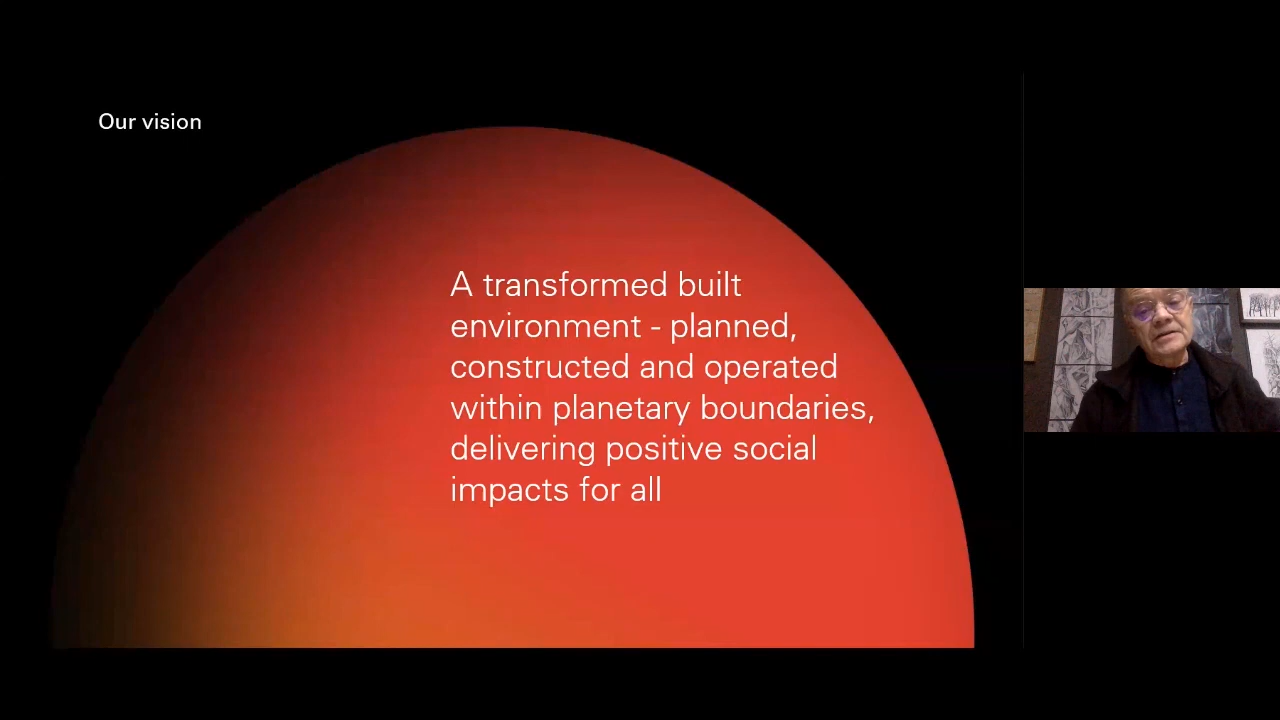 Our vision
A transformed built
environment - planned,
constructed and operated
within planetary boundaries,
delivering positive social
impacts for all